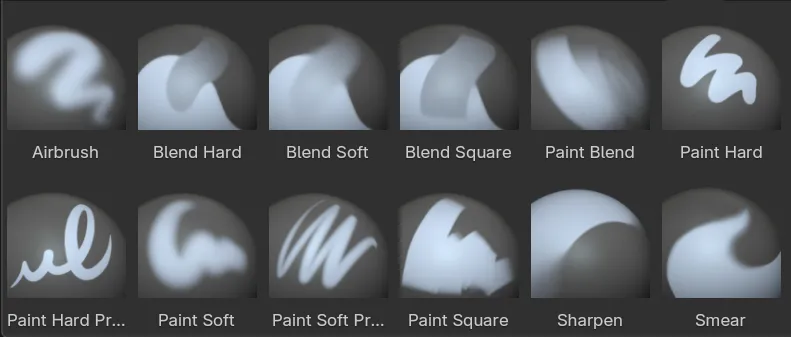 Airbrush
Blend Hard
Blend Soft
Blend Square
Paint Blend
Paint Hard
Paint Hard Pr...
Paint Soft
Paint Soft Pr...
Paint Square
Sharpen
Smear